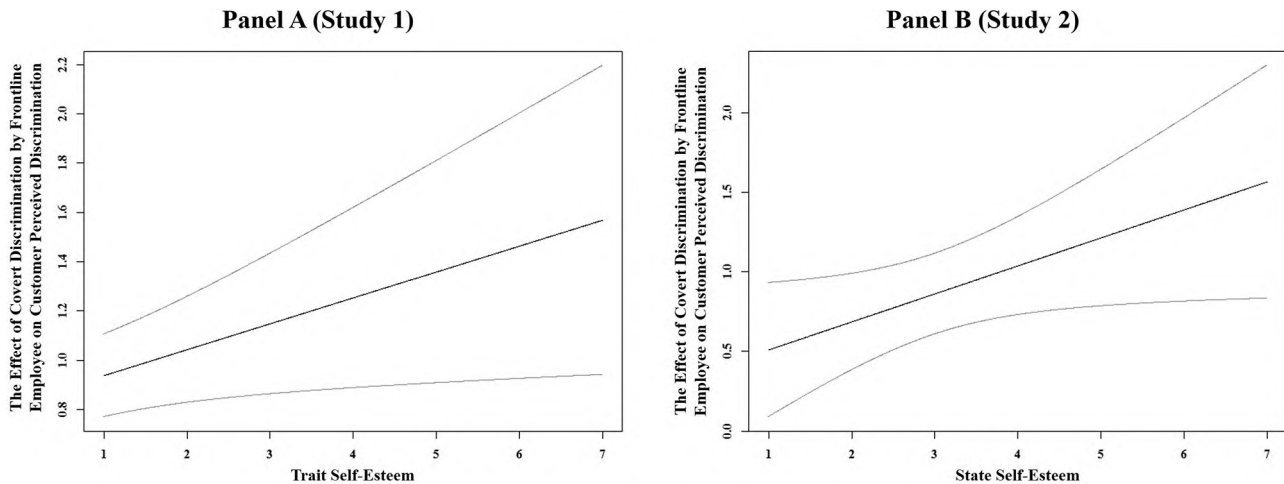 Panel A (Study 1)
The Effect of Covert Discrimination by Frontline
Employee on Customer Perceived Discrimination
2.2
2.0
1.8
1.6
1.4
1.2
1.0
0.8
1 2 3 4 5 6 7
Trait Self-Esteem
Panel B (Study 2)
The Effect of Covert Discrimination by Frontline
Employee on Customer Perceived Discrimination
2.0
1.5
1.0
0.5
0.0
1 2 3 4 5 6 7
State Self-Esteem